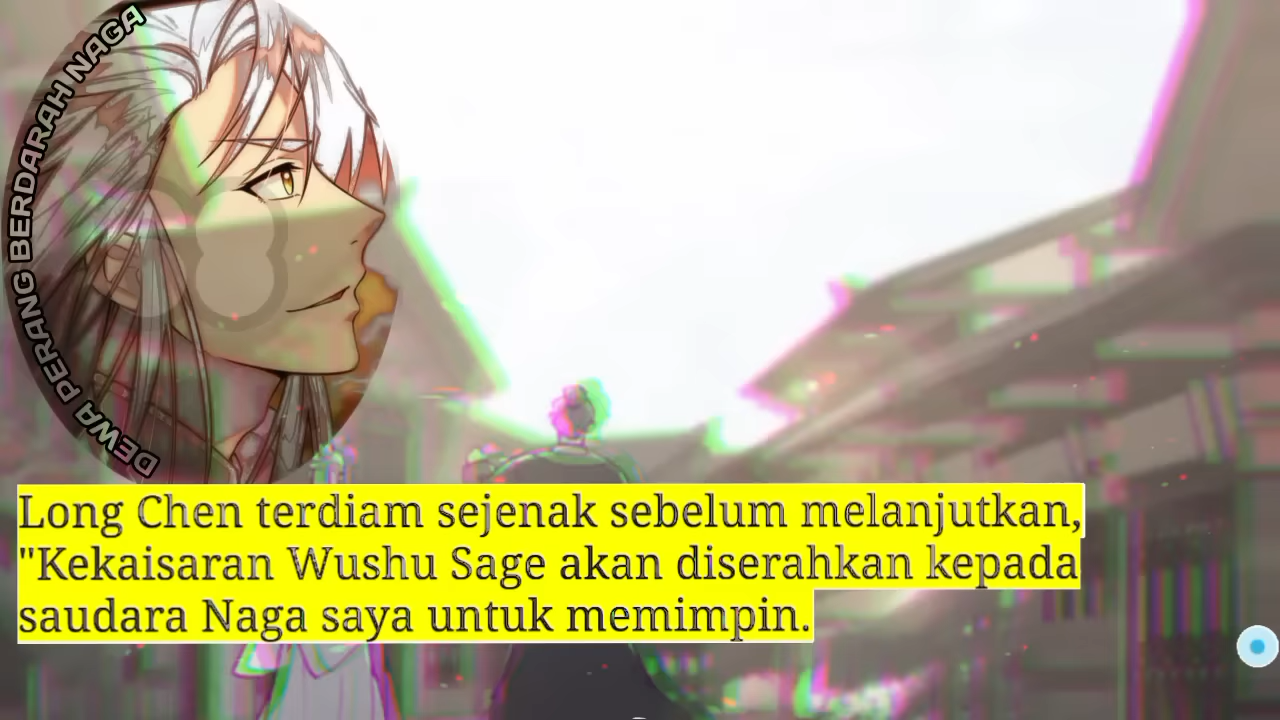 DEWA PERANG BERDARAH NAGA
Long Chen terdiam sejenak sebelum melanjutkan,
"Kekaisaran Wushu Sage akan diserahkan kepada
saudara Naga saya untuk memimpin.